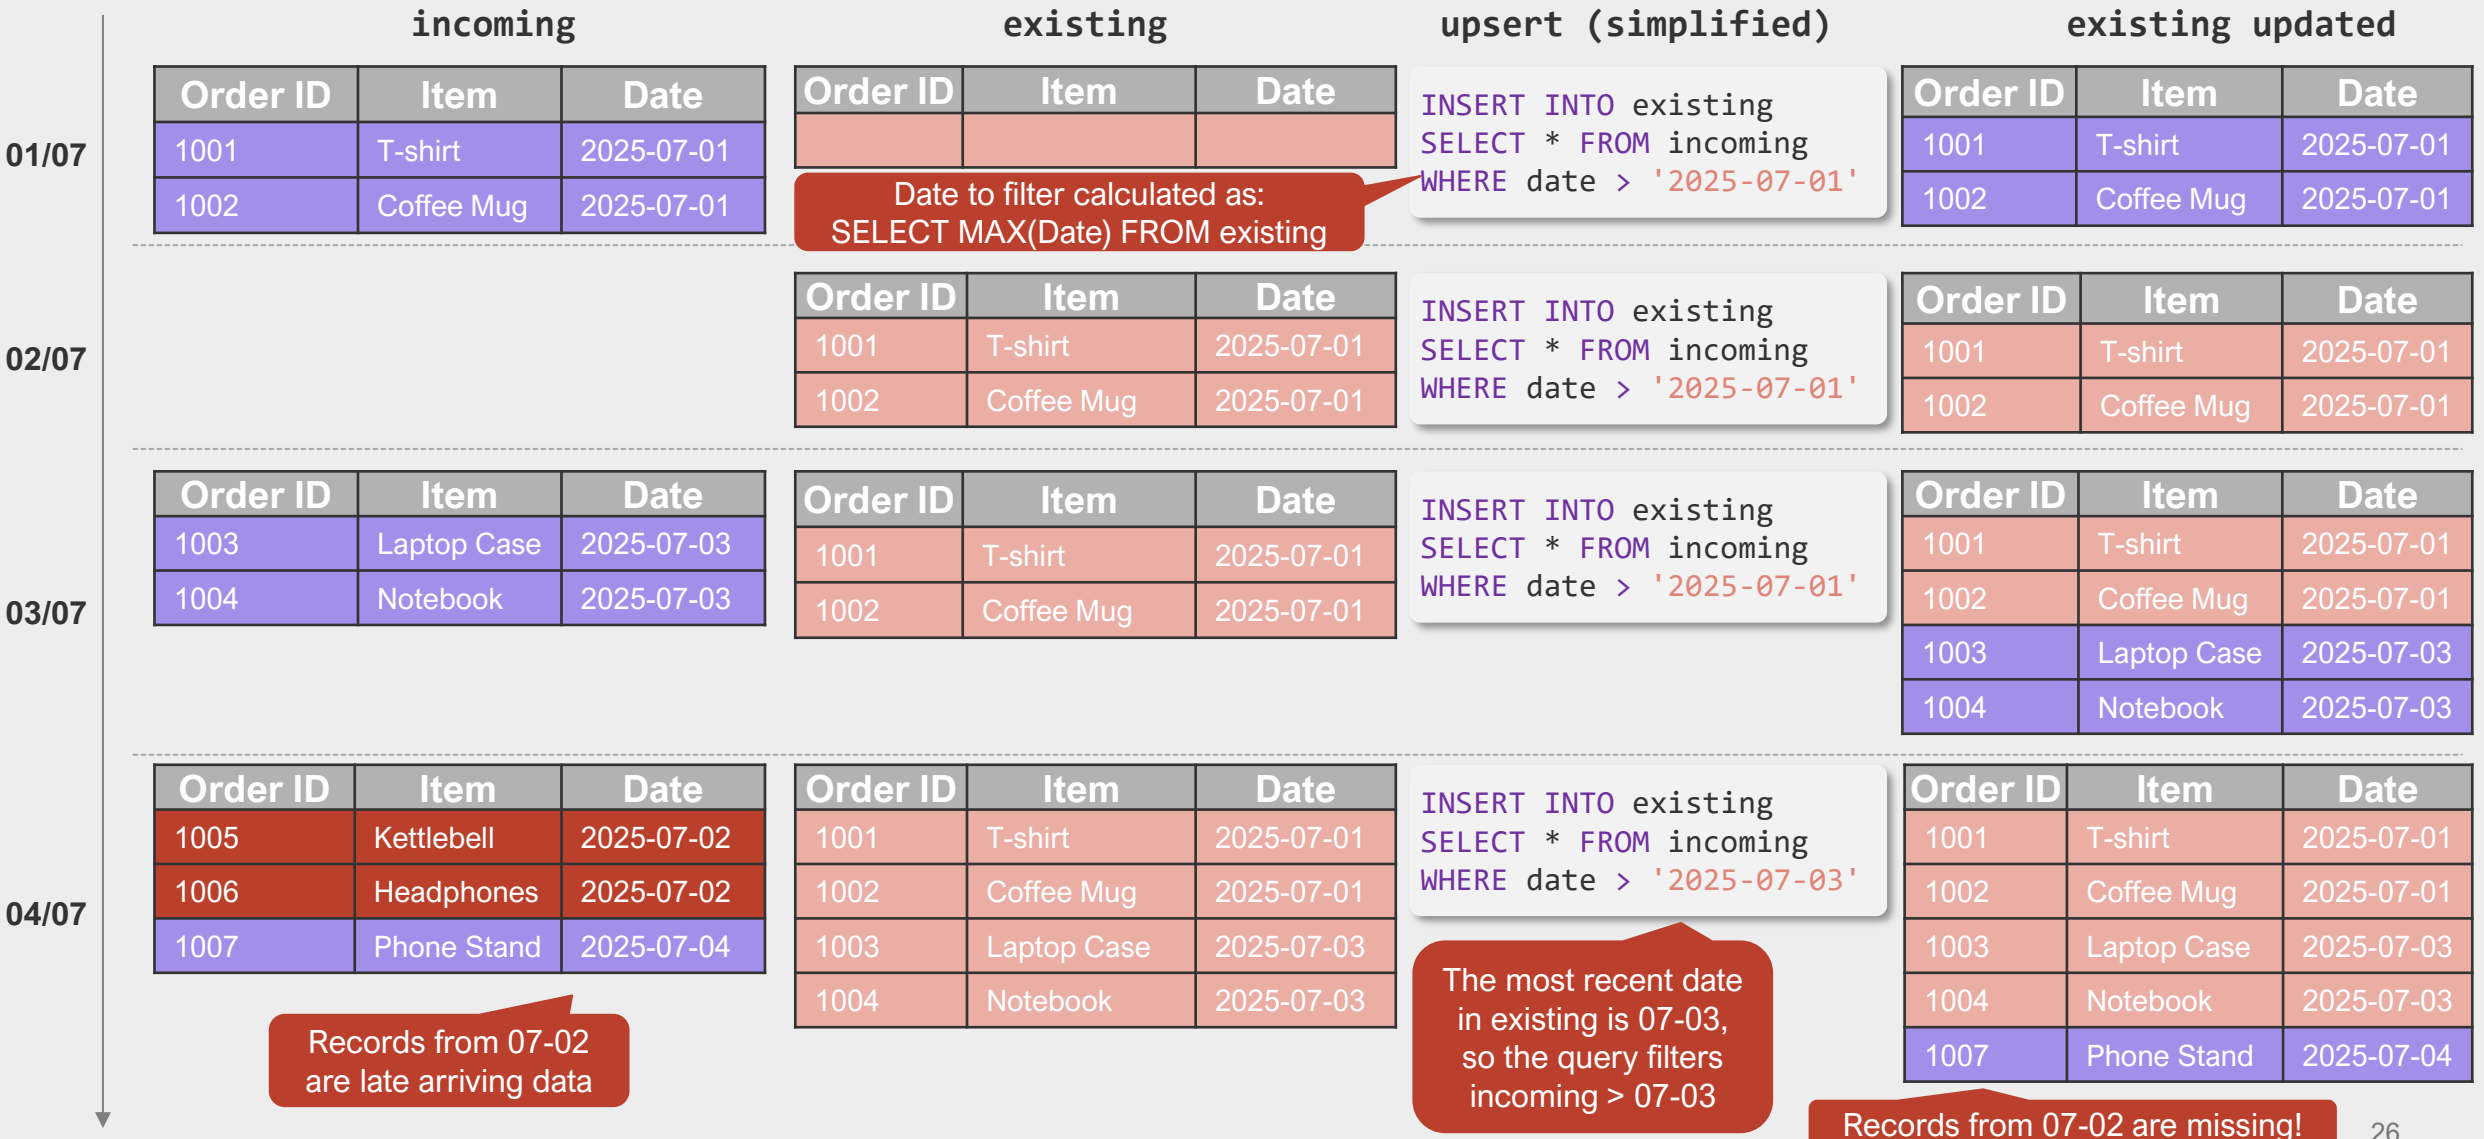 incoming existing upsert (simplified) existing updated
01/07
Order ID Item Date
1001 T-shirt 2025-07-01
1002 Coffee Mug 2025-07-01
Order ID Item Date
Date to filter calculated as:
SELECT MAX(Date) FROM existing
INSERT INTO existing
SELECT * FROM incoming
WHERE date > '2025-07-01'
Order ID Item Date
1001 T-shirt 2025-07-01
1002 Coffee Mug 2025-07-01
02/07
Order ID Item Date
1001 T-shirt 2025-07-01
1002 Coffee Mug 2025-07-01
INSERT INTO existing
SELECT * FROM incoming
WHERE date > '2025-07-01'
Order ID Item Date
1001 T-shirt 2025-07-01
1002 Coffee Mug 2025-07-01
03/07
Order ID Item Date
1003 Laptop Case 2025-07-03
1004 Notebook 2025-07-03
Order ID Item Date
1001 T-shirt 2025-07-01
1002 Coffee Mug 2025-07-01
INSERT INTO existing
SELECT * FROM incoming
WHERE date > '2025-07-01'
Order ID Item Date
1001 T-shirt 2025-07-01
1002 Coffee Mug 2025-07-01
1003 Laptop Case 2025-07-03
1004 Notebook 2025-07-03
04/07
Order ID Item Date
1005 Kettlebell 2025-07-02
1006 Headphones 2025-07-02
1007 Phone Stand 2025-07-04
Records from 07-02
are late arriving data
Order ID Item Date
1001 T-shirt 2025-07-01
1002 Coffee Mug 2025-07-01
1003 Laptop Case 2025-07-03
1004 Notebook 2025-07-03
INSERT INTO existing
SELECT * FROM incoming
WHERE date > '2025-07-03'
The most recent date
in existing is 07-03,
so the query filters
incoming > 07-03
Order ID Item Date
1001 T-shirt 2025-07-01
1002 Coffee Mug 2025-07-01
1003 Laptop Case 2025-07-03
1004 Notebook 2025-07-03
1007 Phone Stand 2025-07-04
Records from 07-02 are missing!
26